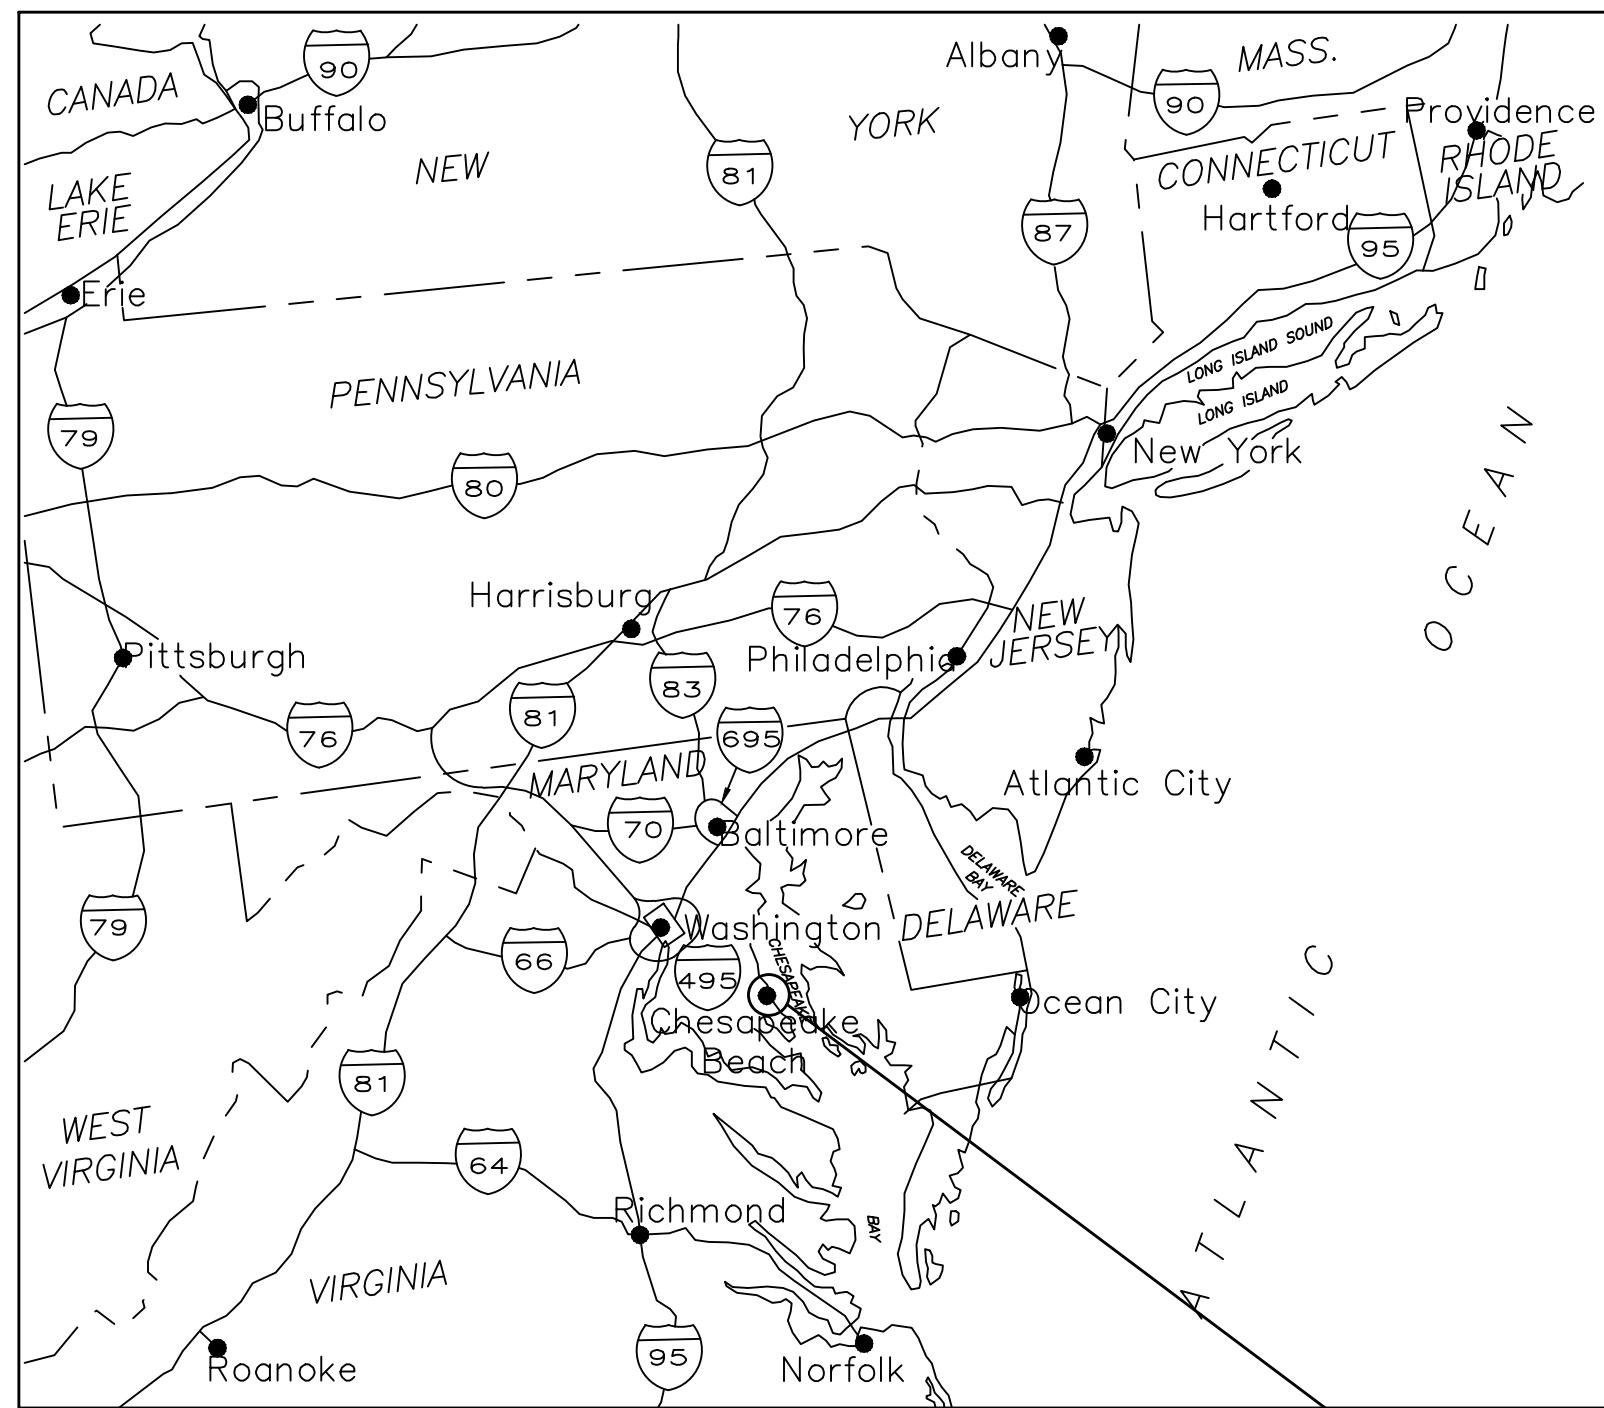 Albany
MASS.
90
CANADA
90
Providence
Buffalo
YORK
CONNECTICUT
RHODE
ISLAND
NEW
81
LAKE
ERIE
Hartford
87
95
Erie
LONG ISLAND SOUND
PENNSYLVANIA
LONG ISLAND
79
New York
80
OCEAN
Harrisburg
76
NEW
JERSEY
Pittsburgh
Philadelphia
83
81
76
695
MARYLAND
Atlantic City
70
Baltimore
DELAWARE
BAY
79
Washington
DELAWARE
66
495
CHESAPEAKE
Ocean City
Chesapeake
Beach
81
ATLANTIC
WEST
VIRGINIA
64
Richmond
BAY
VIRGINIA
95
Roanoke
Norfolk